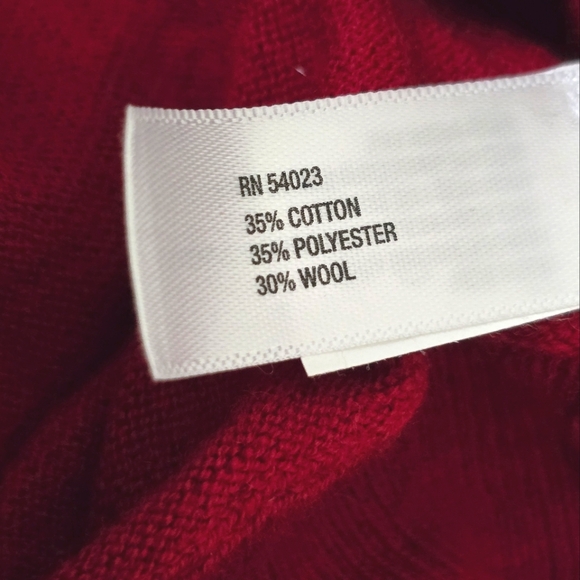 RN 54023
35% COTTON
35% POLYESTER
30% WOOL